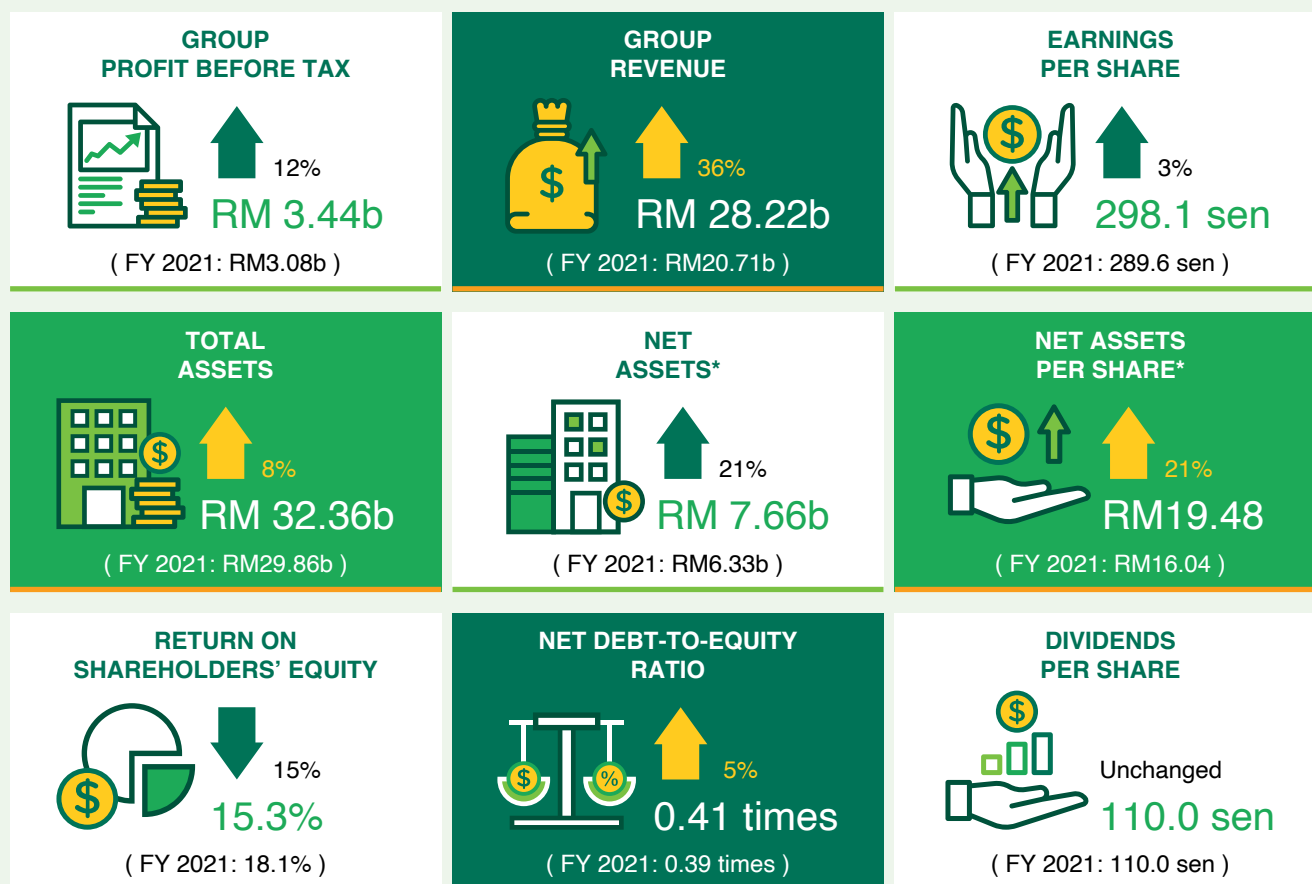 GROUP
PROFIT BEFORE TAX
12%
RM 3.44b
( FY 2021: RM3.08b )
GROUP
REVENUE
$
36%
RM 28.22b
( FY 2021: RM20.71b )
EARNINGS
PER SHARE
$
3%
298.1 sen
( FY 2021: 289.6 sen )
TOTAL
ASSETS
$
8%
RM 32.36b
( FY 2021: RM29.86b )
NET
ASSETS*
$
21%
RM 7.66b
( FY 2021: RM6.33b )
NET ASSETS
PER SHARE*
$
21%
RM19.48
( FY 2021: RM16.04 )
RETURN ON
SHAREHOLDERS’ EQUITY
$
15%
15.3%
( FY 2021: 18.1% )
NET DEBT-TO-EQUITY
RATIO
$ %
5%
0.41 times
( FY 2021: 0.39 times )
DIVIDENDS
PER SHARE
$
Unchanged
110.0 sen
( FY 2021: 110.0 sen )